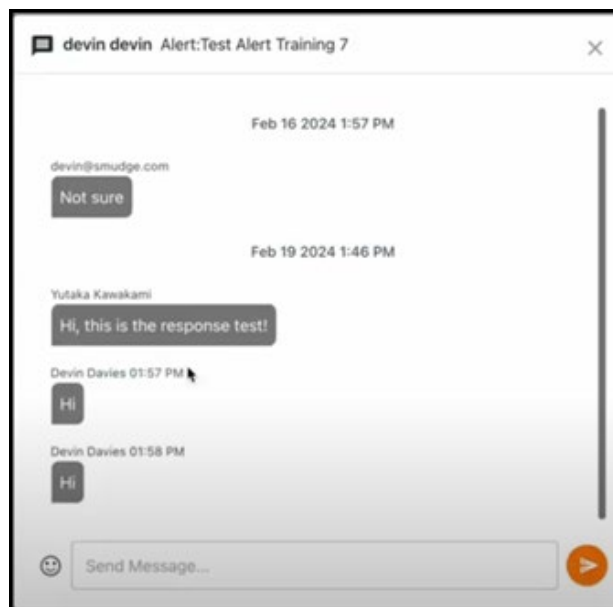 devin devin Alert:Test Alert Training 7
Feb 16 2024 1:57 PM
devin@smudge.com
Not sure
Feb 19 2024 1:46 PM
Yutaka Kawakami
Hi, this is the response test!
Devin Davies 01:57 PM
Hi
Devin Davies 01:58 PM
Hi
Send Message...